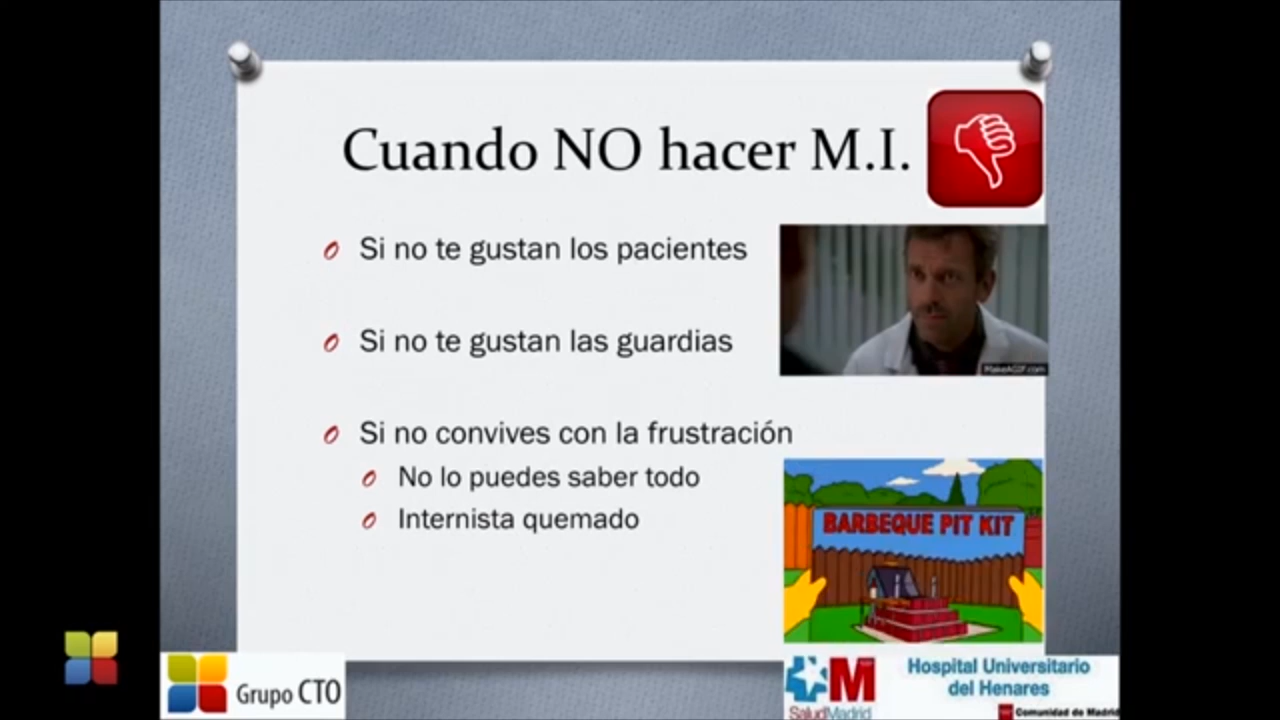 Cuando NO hacer M.I.
Si no te gustan los pacientes
Si no te gustan las guardias
MakeAGIF.com
Si no convives con la frustración
No lo puedes saber todo
Internista quemado
BARBEQUE PIT KIT
Grupo CTO
M
SaludMadrid
Hospital Universitario
del Henares
Comunidad de Madrid